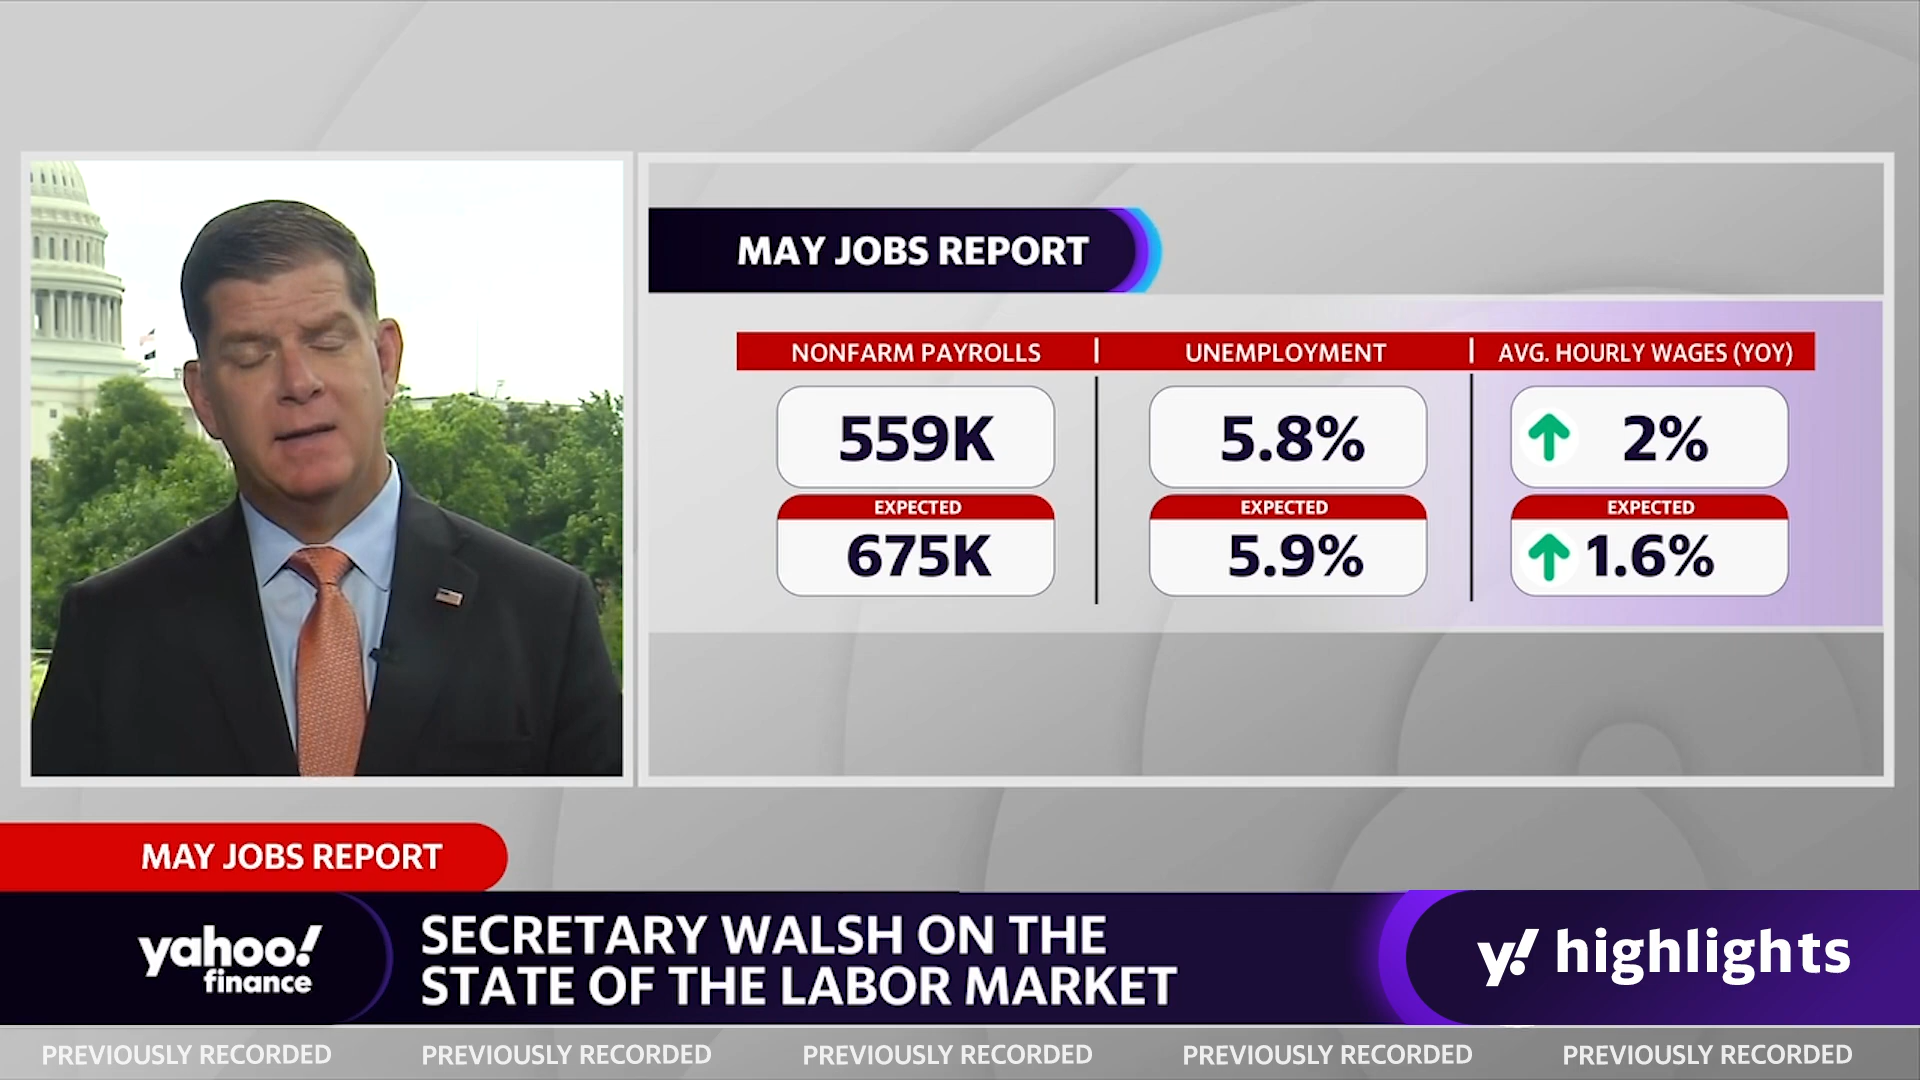 MAY JOBS REPORT
NONFARM PAYROLLS | UNEMPLOYMENT | AVG. HOURLY WAGES (YOY)
559K 5.8% 2%
EXPECTED EXPECTED EXPECTED
675K 5.9% 1.6%
MAY JOBS REPORT
yahoo!
finance
SECRETARY WALSH ON THE
STATE OF THE LABOR MARKET
y! highlights
PREVIOUSLY RECORDED PREVIOUSLY RECORDED PREVIOUSLY RECORDED PREVIOUSLY RECORDED PREVIOUSLY RECORDED